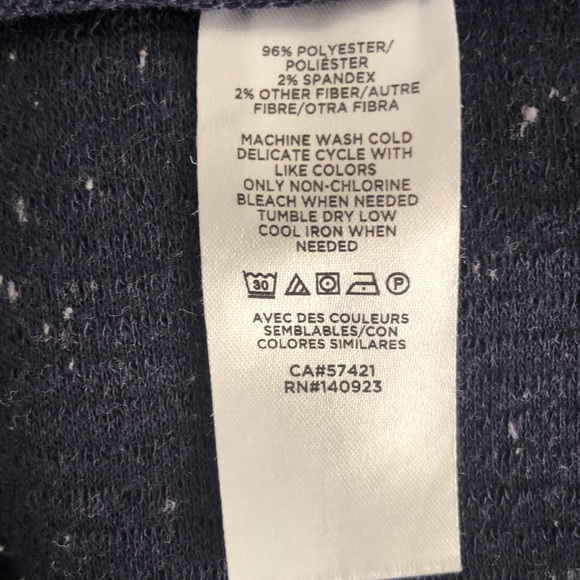 96% POLYESTER/
POLIÉSTER
2% SPANDEX
2% OTHER FIBER/AUTRE
FIBRE/OTRA FIBRA
MACHINE WASH COLD
DELICATE CYCLE WITH
LIKE COLORS
ONLY NON-CHLORINE
BLEACH WHEN NEEDED
TUMBLE DRY LOW
COOL IRON WHEN
NEEDED
30 P
AVEC DES COULEURS
SEMBLABLES/CON
COLORES SIMILARES
CA#57421
RN#140923